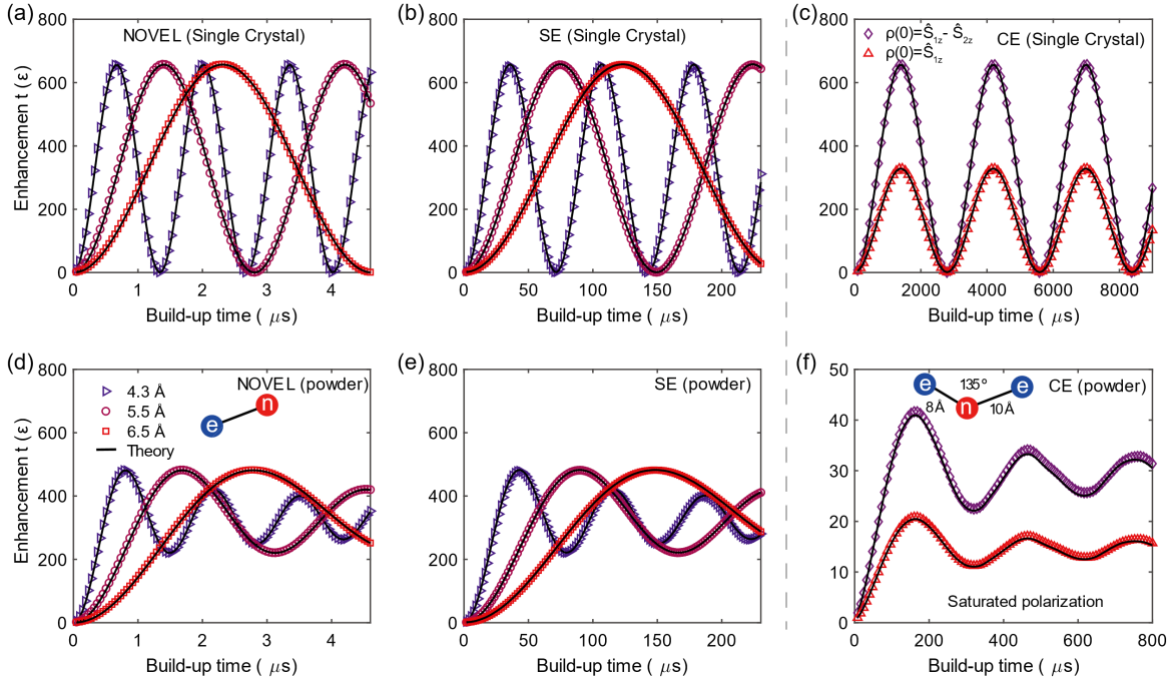 (a)
NOVEL (Single Crystal)
800
600
400
200
0
0 1 2 3 4
Enhancement (ε)
Build-up time ( μs)
(b)
SE (Single Crystal)
800
600
400
200
0
0 50 100 150 200
Build-up time ( μs)
(c)
ρ(0)=Ŝ1z- Ŝ2z
ρ(0)=Ŝ1z
CE (Single Crystal)
800
600
400
200
0
0 2000 4000 6000 8000
Build-up time ( μs)
(d)
NOVEL (powder)
4.3 Å
5.5 Å
6.5 Å
Theory
e
n
800
600
400
200
0
0 1 2 3 4
Enhancement (ε)
Build-up time ( μs)
(e)
SE (powder)
800
600
400
200
0
0 50 100 150 200
Build-up time ( μs)
(f)
CE (powder)
e
135°
e
8Å
n
10Å
50
40
30
20
10
0
Saturated polarization
0 200 400 600 800
Build-up time ( μs)